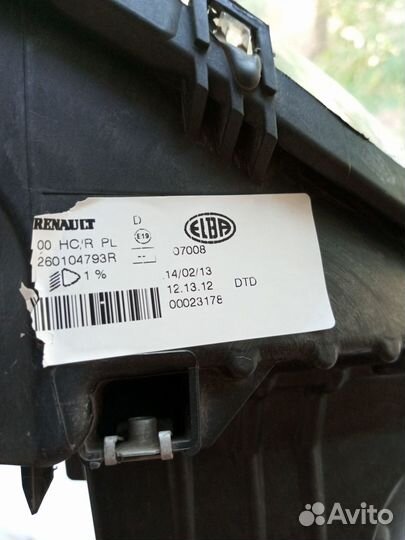 RENAULT D ELBA
00 HC/R PL E19 07008
260104793R
1 % 14/02/13
12.13.12 DTD
00023178
Avito